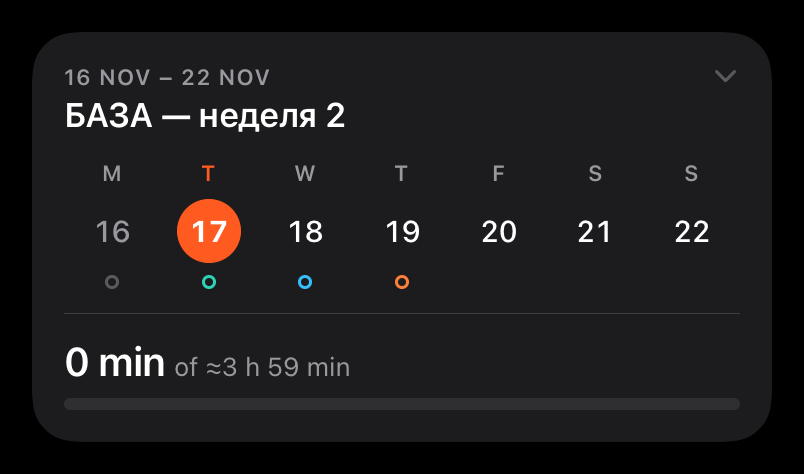 16 NOV – 22 NOV
БАЗА — неделя 2
M T W T F S S
16 17 18 19 20 21 22
0 min of ≈3 h 59 min